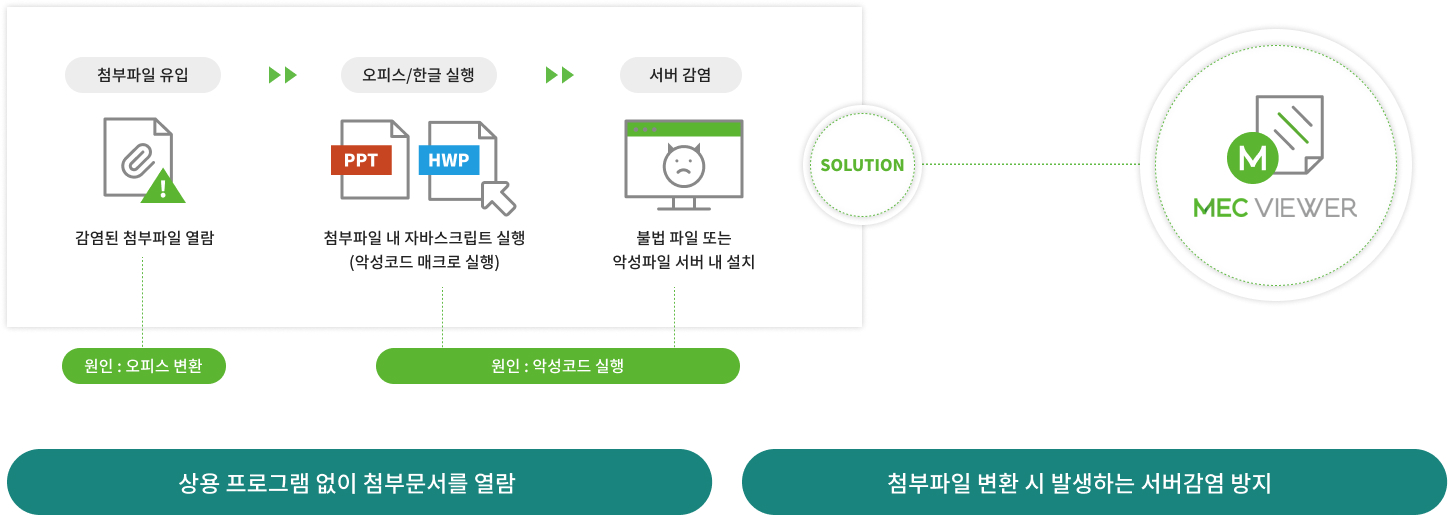 첨부파일 유입
오피스/한글 실행
서버 감염
PPT
HWP
감염된 첨부파일 열람
첨부파일 내 자바스크립트 실행
(악성코드 매크로 실행)
불법 파일 또는
악성파일 서버 내 설치
원인 : 오피스 변환
원인 : 악성코드 실행
SOLUTION
M
MEC VIEWER
상용 프로그램 없이 첨부문서를 열람
첨부파일 변환 시 발생하는 서버감염 방지